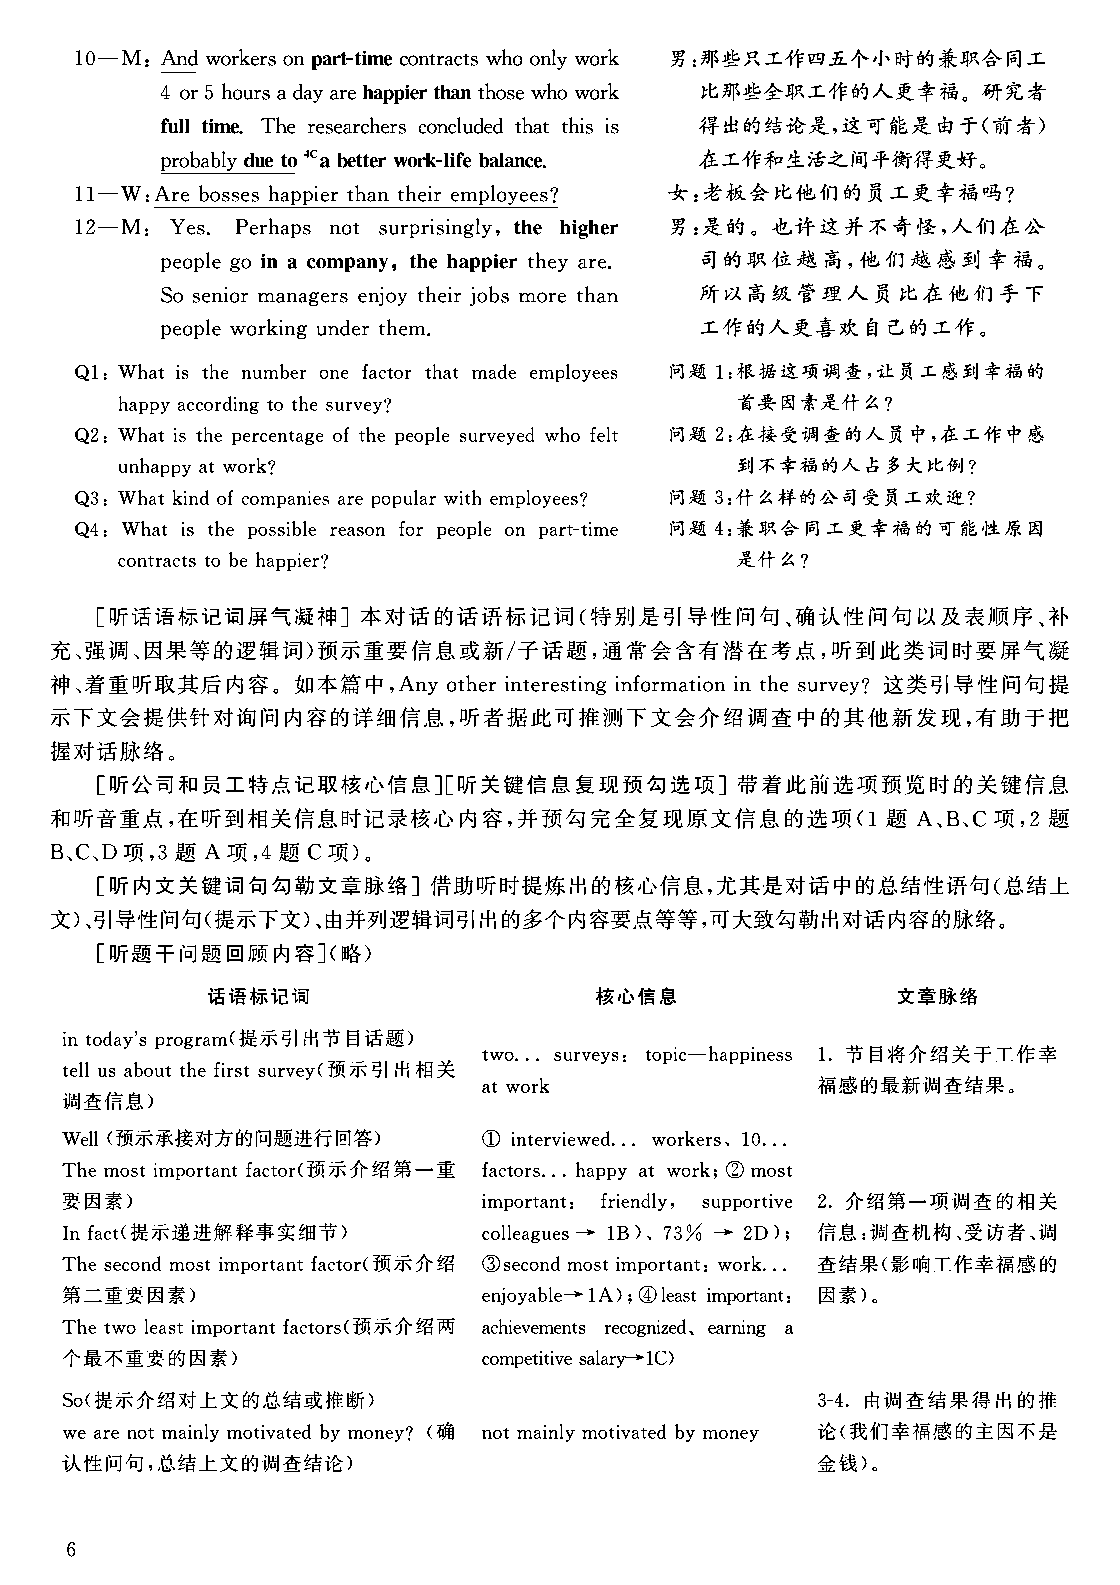 10—M: And workers on part-time contracts who only work
4 or 5 hours a day are happier than those who work
full time. The researchers concluded that this is
probably due to 4C a better work-life balance.
11—W: Are bosses happier than their employees?
12—M: Yes. Perhaps not surprisingly, the higher
people go in a company, the happier they are.
So senior managers enjoy their jobs more than
people working under them.
男:那些只工作四五个小时的兼职合同工
比那些全职工作的人更幸福。研究者
得出的结论是,这可能是由于(前者)
在工作和生活之间平衡得更好。
女:老板会比他们的员工更幸福吗?
男:是的。也许这并不奇怪,人们在公
司的职位越高,他们越感到幸福。
所以高级管理人员比在他们手下
工作的人更喜欢自己的工作。
Q1: What is the number one factor that made employees
happy according to the survey?
Q2: What is the percentage of the people surveyed who felt
unhappy at work?
Q3: What kind of companies are popular with employees?
Q4: What is the possible reason for people on part-time
contracts to be happier?
问题1:根据这项调查,让员工感到幸福的
首要因素是什么?
问题2:在接受调查的人员中,在工作中感
到不幸福的人占多大比例?
问题3:什么样的公司受员工欢迎?
问题4:兼职合同工更幸福的可能性原因
是什么?
[听话语标记词屏气凝神] 本对话的话语标记词(特别是引导性问句、确认性问句以及表顺序、补
充、强调、因果等的逻辑词)预示重要信息或新/子话题,通常会含有潜在考点,听到此类词时要屏气凝
神、着重听取其后内容。如本篇中,Any other interesting information in the survey? 这类引导性问句提
示下文会提供针对询问内容的详细信息,听者据此可推测下文会介绍调查中的其他新发现,有助于把
握对话脉络。
[听公司和员工特点记取核心信息][听关键信息复现预勾选项] 带着此前选项预览时的关键信息
和听音重点,在听到相关信息时记录核心内容,并预勾完全复现原文信息的选项(1 题 A、B、C 项,2 题
B、C、D 项,3 题 A 项,4 题 C 项)。
[听内文关键词句勾勒文章脉络] 借助听时提炼出的核心信息,尤其是对话中的总结性语句(总结上
文)、引导性问句(提示下文)、由并列逻辑词引出的多个内容要点等等,可大致勾勒出对话内容的脉络。
[听题干问题回顾内容](略)
话语标记词 核心信息 文章脉络
in today's program(提示引出节目话题)
tell us about the first survey(预示引出相关
调查信息)
two... surveys: topic—happiness
at work
1. 节目将介绍关于工作幸
福感的最新调查结果。
Well (预示承接对方的问题进行回答)
The most important factor(预示介绍第一重
要因素)
In fact(提示递进解释事实细节)
The second most important factor(预示介绍
第二重要因素)
The two least important factors(预示介绍两
个最不重要的因素)
① interviewed... workers、10...
factors... happy at work; ② most
important: friendly, supportive
colleagues → 1B)、73% → 2D);
③second most important: work...
enjoyable→1A); ④least important:
achievements recognized、earning a
competitive salary→1C)
2. 介绍第一项调查的相关
信息:调查机构、受访者、调
查结果(影响工作幸福感的
因素)。
So(提示介绍对上文的总结或推断)
we are not mainly motivated by money? (确
认性问句,总结上文的调查结论)
not mainly motivated by money
3-4. 由调查结果得出的推
论(我们幸福感的主因不是
金钱)。
6